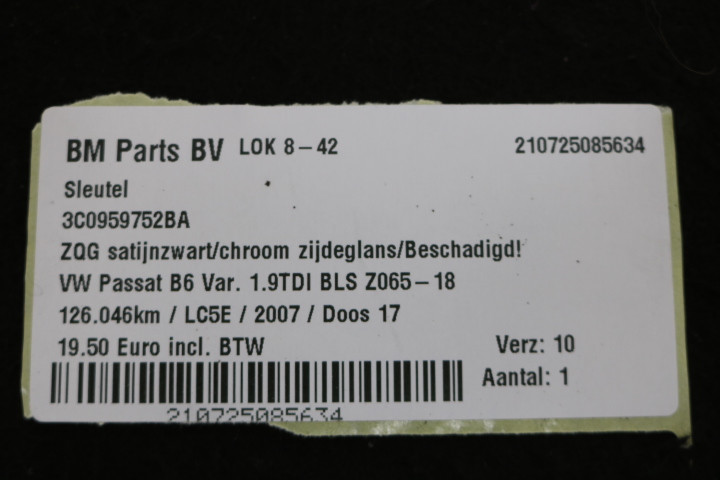 BM Parts BV LOK 8-42 210725085634
Sleutel
3C0959752BA
ZQG satijnzwart/chroom zijdeglans/Beschadigd!
VW Passat B6 Var. 1.9TDI BLS Z065-18
126.046km / LC5E / 2007 / Doos 17
19.50 Euro incl. BTW Verz: 10
Aantal: 1
210725085634